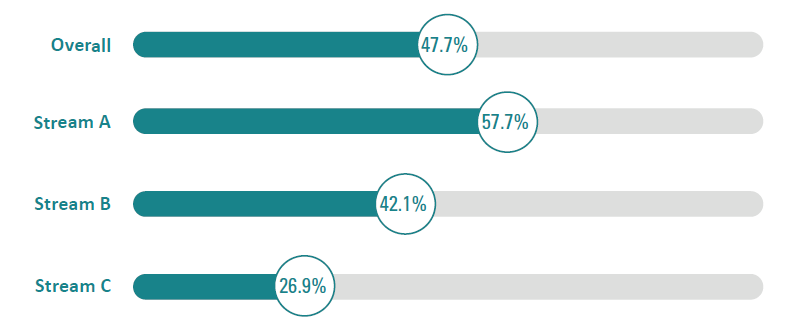 Overall 47.7%
Stream A 57.7%
Stream B 42.1%
Stream C 26.9%